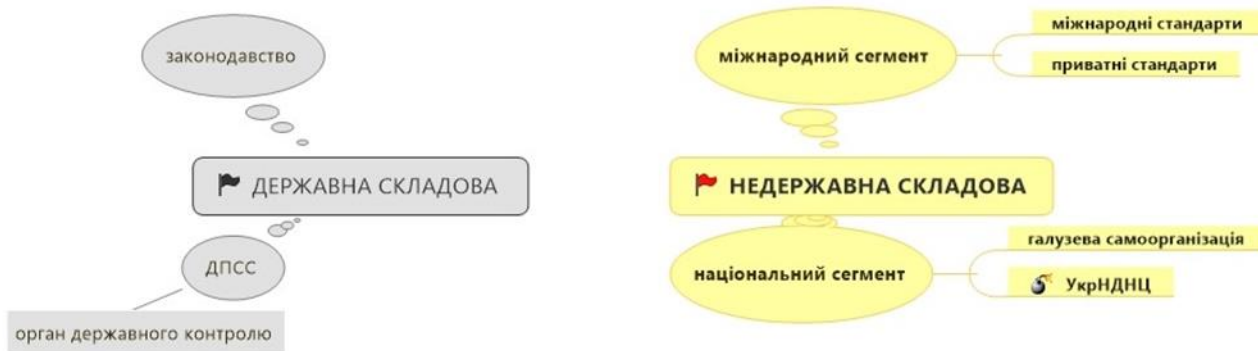 законодавство
ДЕРЖАВНА СКЛАДОВА
ДПСС
орган державного контролю
міжнародний сегмент
міжнародні стандарти
приватні стандарти
НЕДЕРЖАВНА СКЛАДОВА
національний сегмент
галузева самоорганізація
УкрНДНЦ